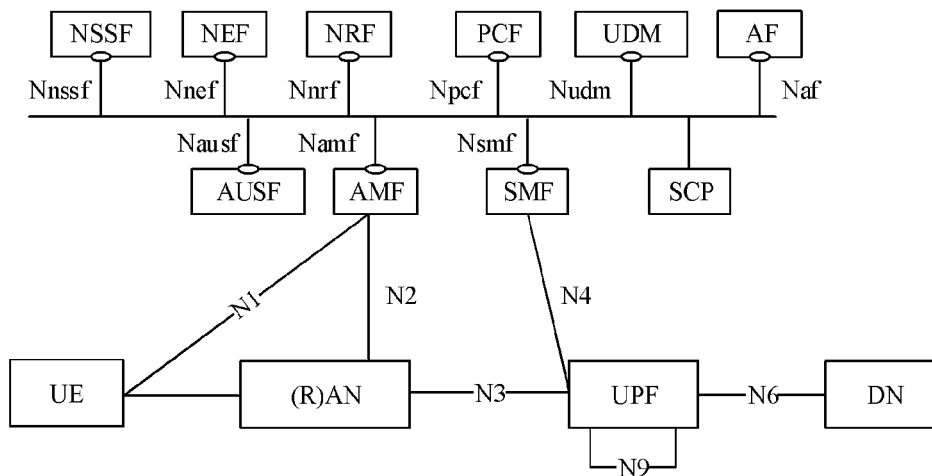 NSSF NEF NRF PCF UDM AF
Nnssf Nnef Nnrf Npcf Nudm Naf
Nausf Namf Nsmf
AUSF AMF SMF SCP
N1 N2 N4
UE (R)AN N3 UPF N6 DN
N9